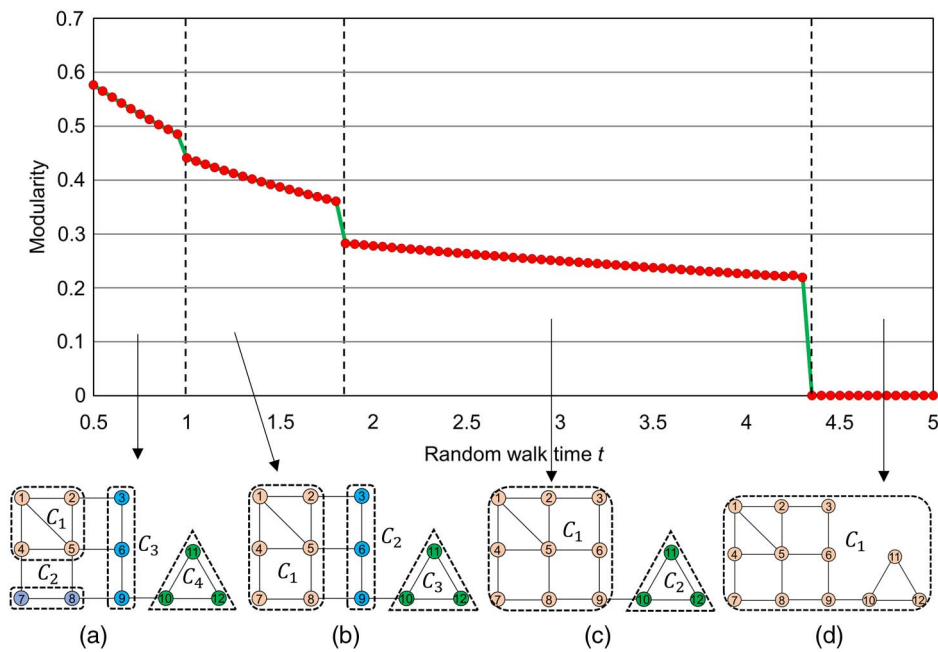 0.7
0.6
0.5
0.4
0.3
0.2
0.1
0
Modularity
0.5 1 1.5 2 2.5 3 3.5 4 4.5 5
Random walk time t
1 2 3
4 5 6
7 8 9
10 11 12
C1
C2
C3
C4
(a)
1 2 3
4 5 6
7 8 9
10 11 12
C1
C2
C3
(b)
1 2 3
4 5 6
7 8 9
10 11 12
C1
C2
(c)
1 2 3
4 5 6
7 8 9
10 11 12
C1
(d)